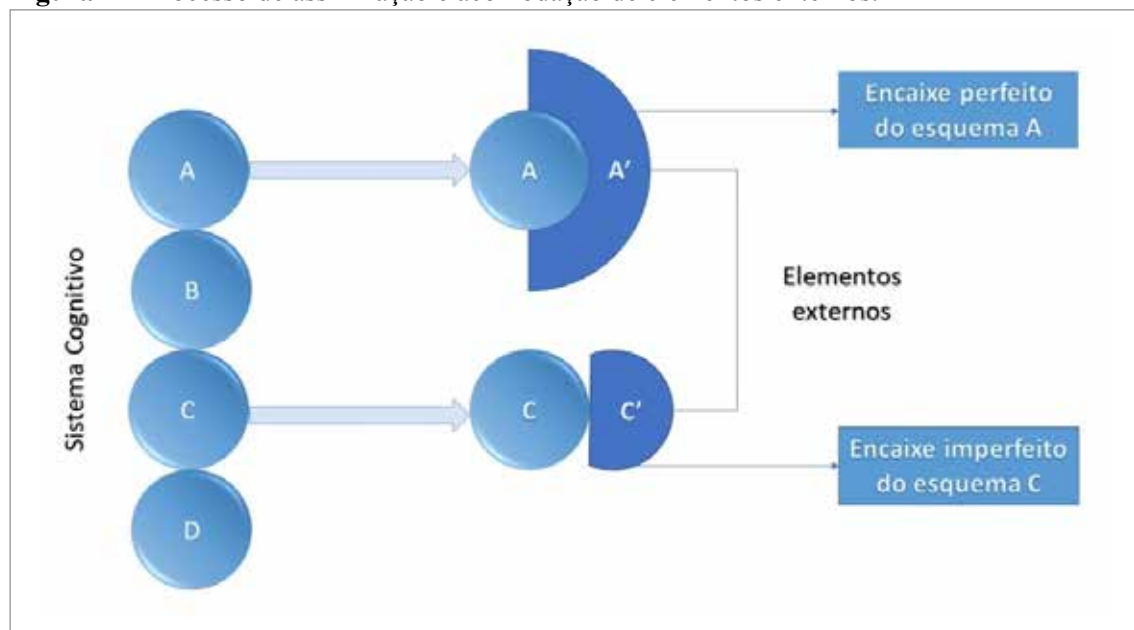 Sistema Cognitivo
A
B
C
D
A
A'
C
C'
Encaixe perfeito
do esquema A
Elementos
externos
Encaixe imperfeito
do esquema C